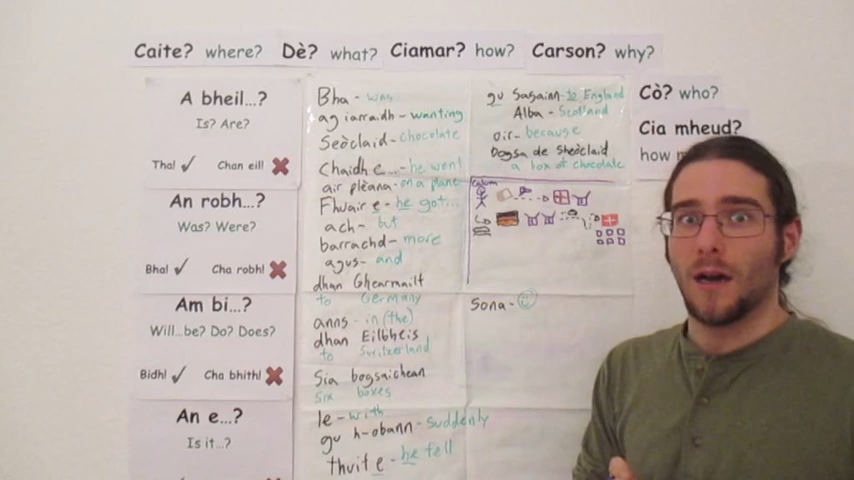 Caite? where? Dè? what? Ciamar? how? Carson? why?
A bheil...?
Is? Are?
Tha! Chan eil!
An robh...?
Was? Were?
Bha! Cha robh!
Am bi...?
Will...be? Do? Does?
Bidh! Cha bhith!
An e...?
Is it...?
Bha - was
ag iarraidh - wanting
Seòclaid - chocolate
Chaidh e... - he went
air plèana - on a plane
Fhuair e - he got...
ach - but
barrachd - more
agus - and
dhan Ghearmailt
to Germany
anns - in (the)
dhan Eilbheis
to Switzerland
Sia bogsaichean
six boxes
le - with
gu h-obann - suddenly
thuit e - he fell
gu Sasainn - to England
Alba - Scotland
oir - because
Bogsa de sheòclaid
a box of chocolate
Calum
Sona -
Cò? who?
Cia mheud?
how